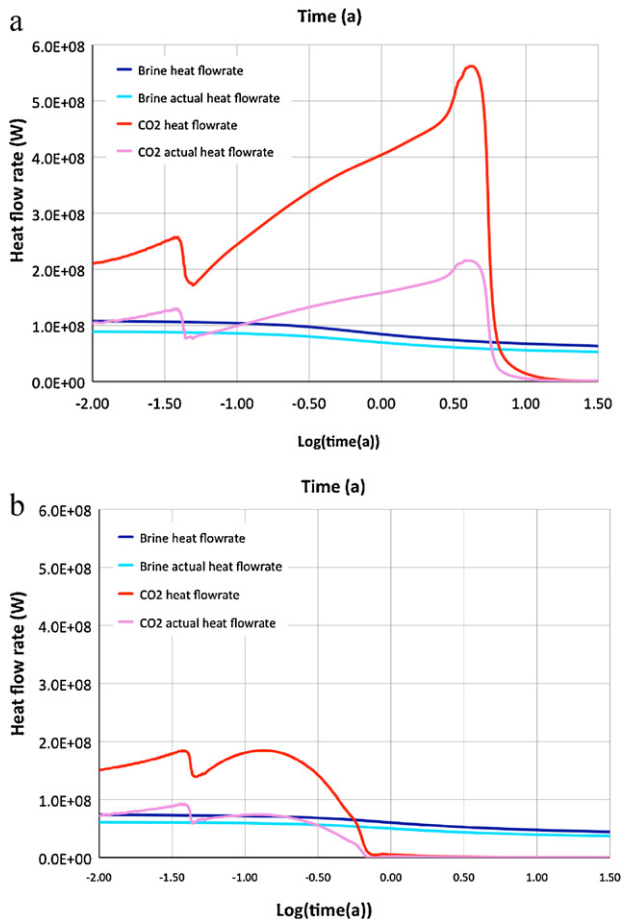 a
Time (a)
6.0E+08
5.0E+08
4.0E+08
3.0E+08
2.0E+08
1.0E+08
0.0E+00
Heat flow rate (W)
Brine heat flowrate
Brine actual heat flowrate
CO2 heat flowrate
CO2 actual heat flowrate
-2.00 -1.50 -1.00 -0.50 0.00 0.50 1.00 1.50
Log(time(a))
b
Time (a)
6.0E+08
5.0E+08
4.0E+08
3.0E+08
2.0E+08
1.0E+08
0.0E+00
Heat flow rate (W)
Brine heat flowrate
Brine actual heat flowrate
CO2 heat flowrate
CO2 actual heat flowrate
-2.00 -1.50 -1.00 -0.50 0.00 0.50 1.00 1.50
Log(time(a))